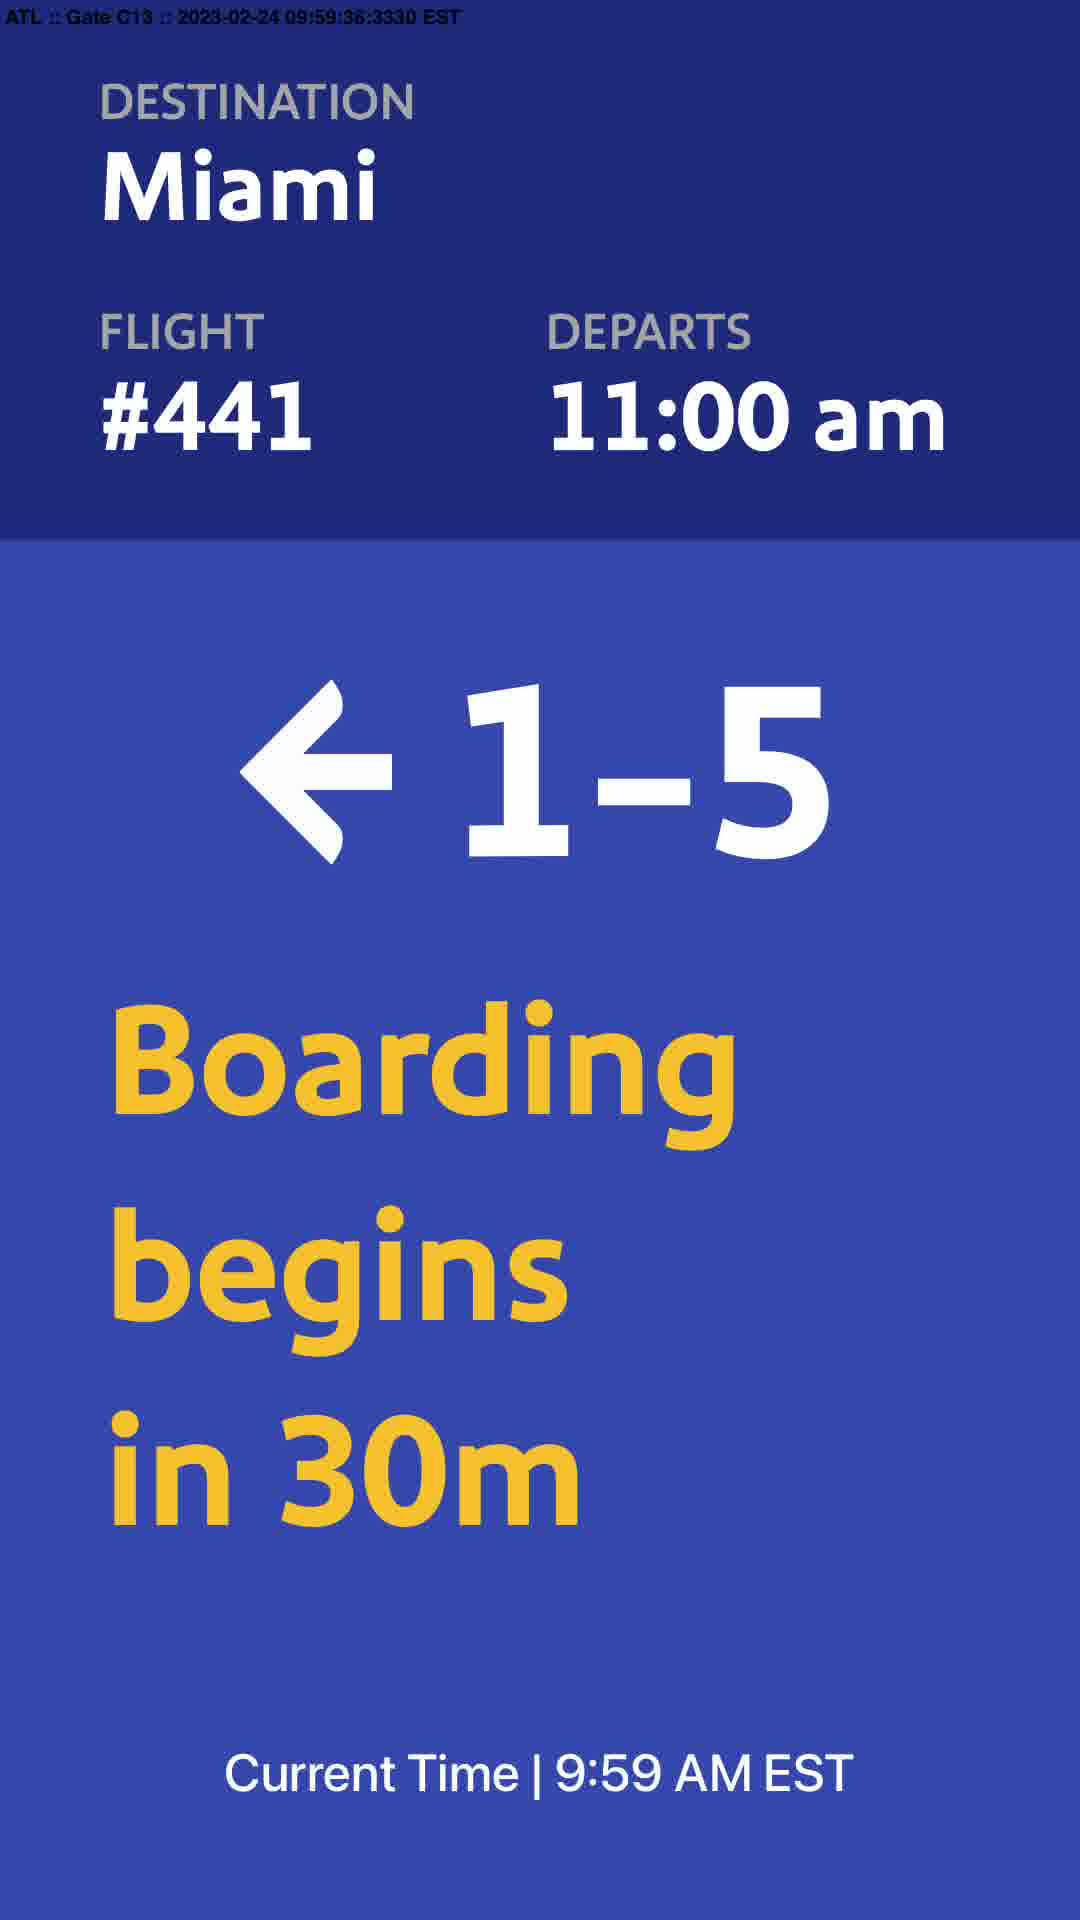 ATL :: Gate C13 :: 2023-02-24 09:59:36:3330 EST
DESTINATION
Miami
FLIGHT DEPARTS
#441 11:00 am
← 1–5
Boarding
begins
in 30m
Current Time | 9:59 AM EST